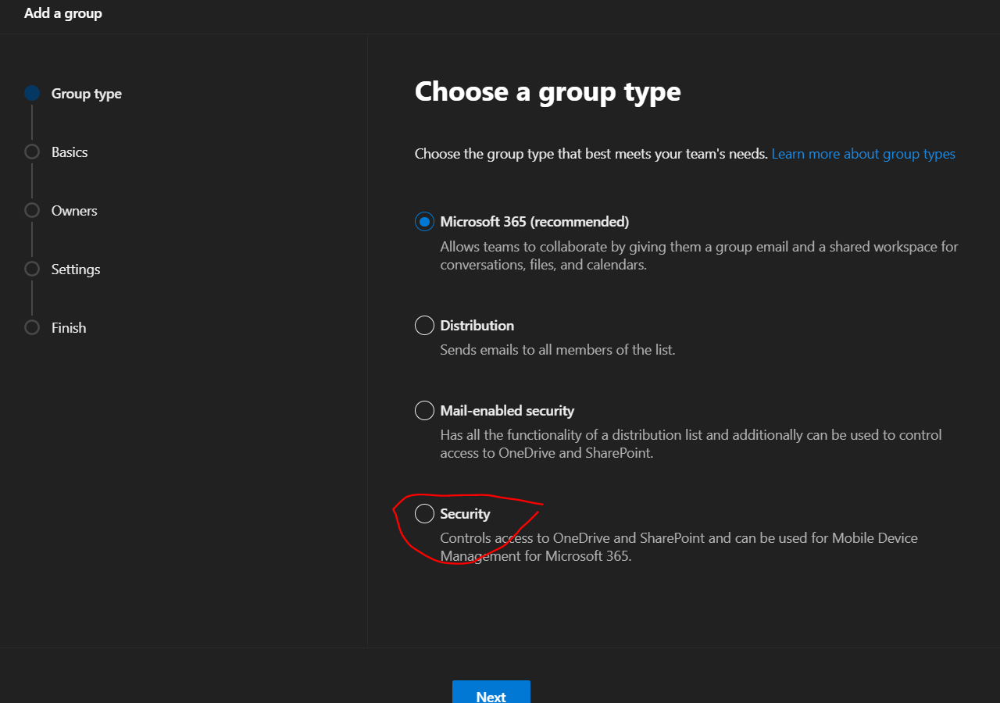 Add a group
Group type
Basics
Owners
Settings
Finish
Choose a group type
Choose the group type that best meets your team's needs. Learn more about group types
Microsoft 365 (recommended)
Allows teams to collaborate by giving them a group email and a shared workspace for
conversations, files, and calendars.
Distribution
Sends emails to all members of the list.
Mail-enabled security
Has all the functionality of a distribution list and additionally can be used to control
access to OneDrive and SharePoint.
Security
Controls access to OneDrive and SharePoint and can be used for Mobile Device
Management for Microsoft 365.
Next